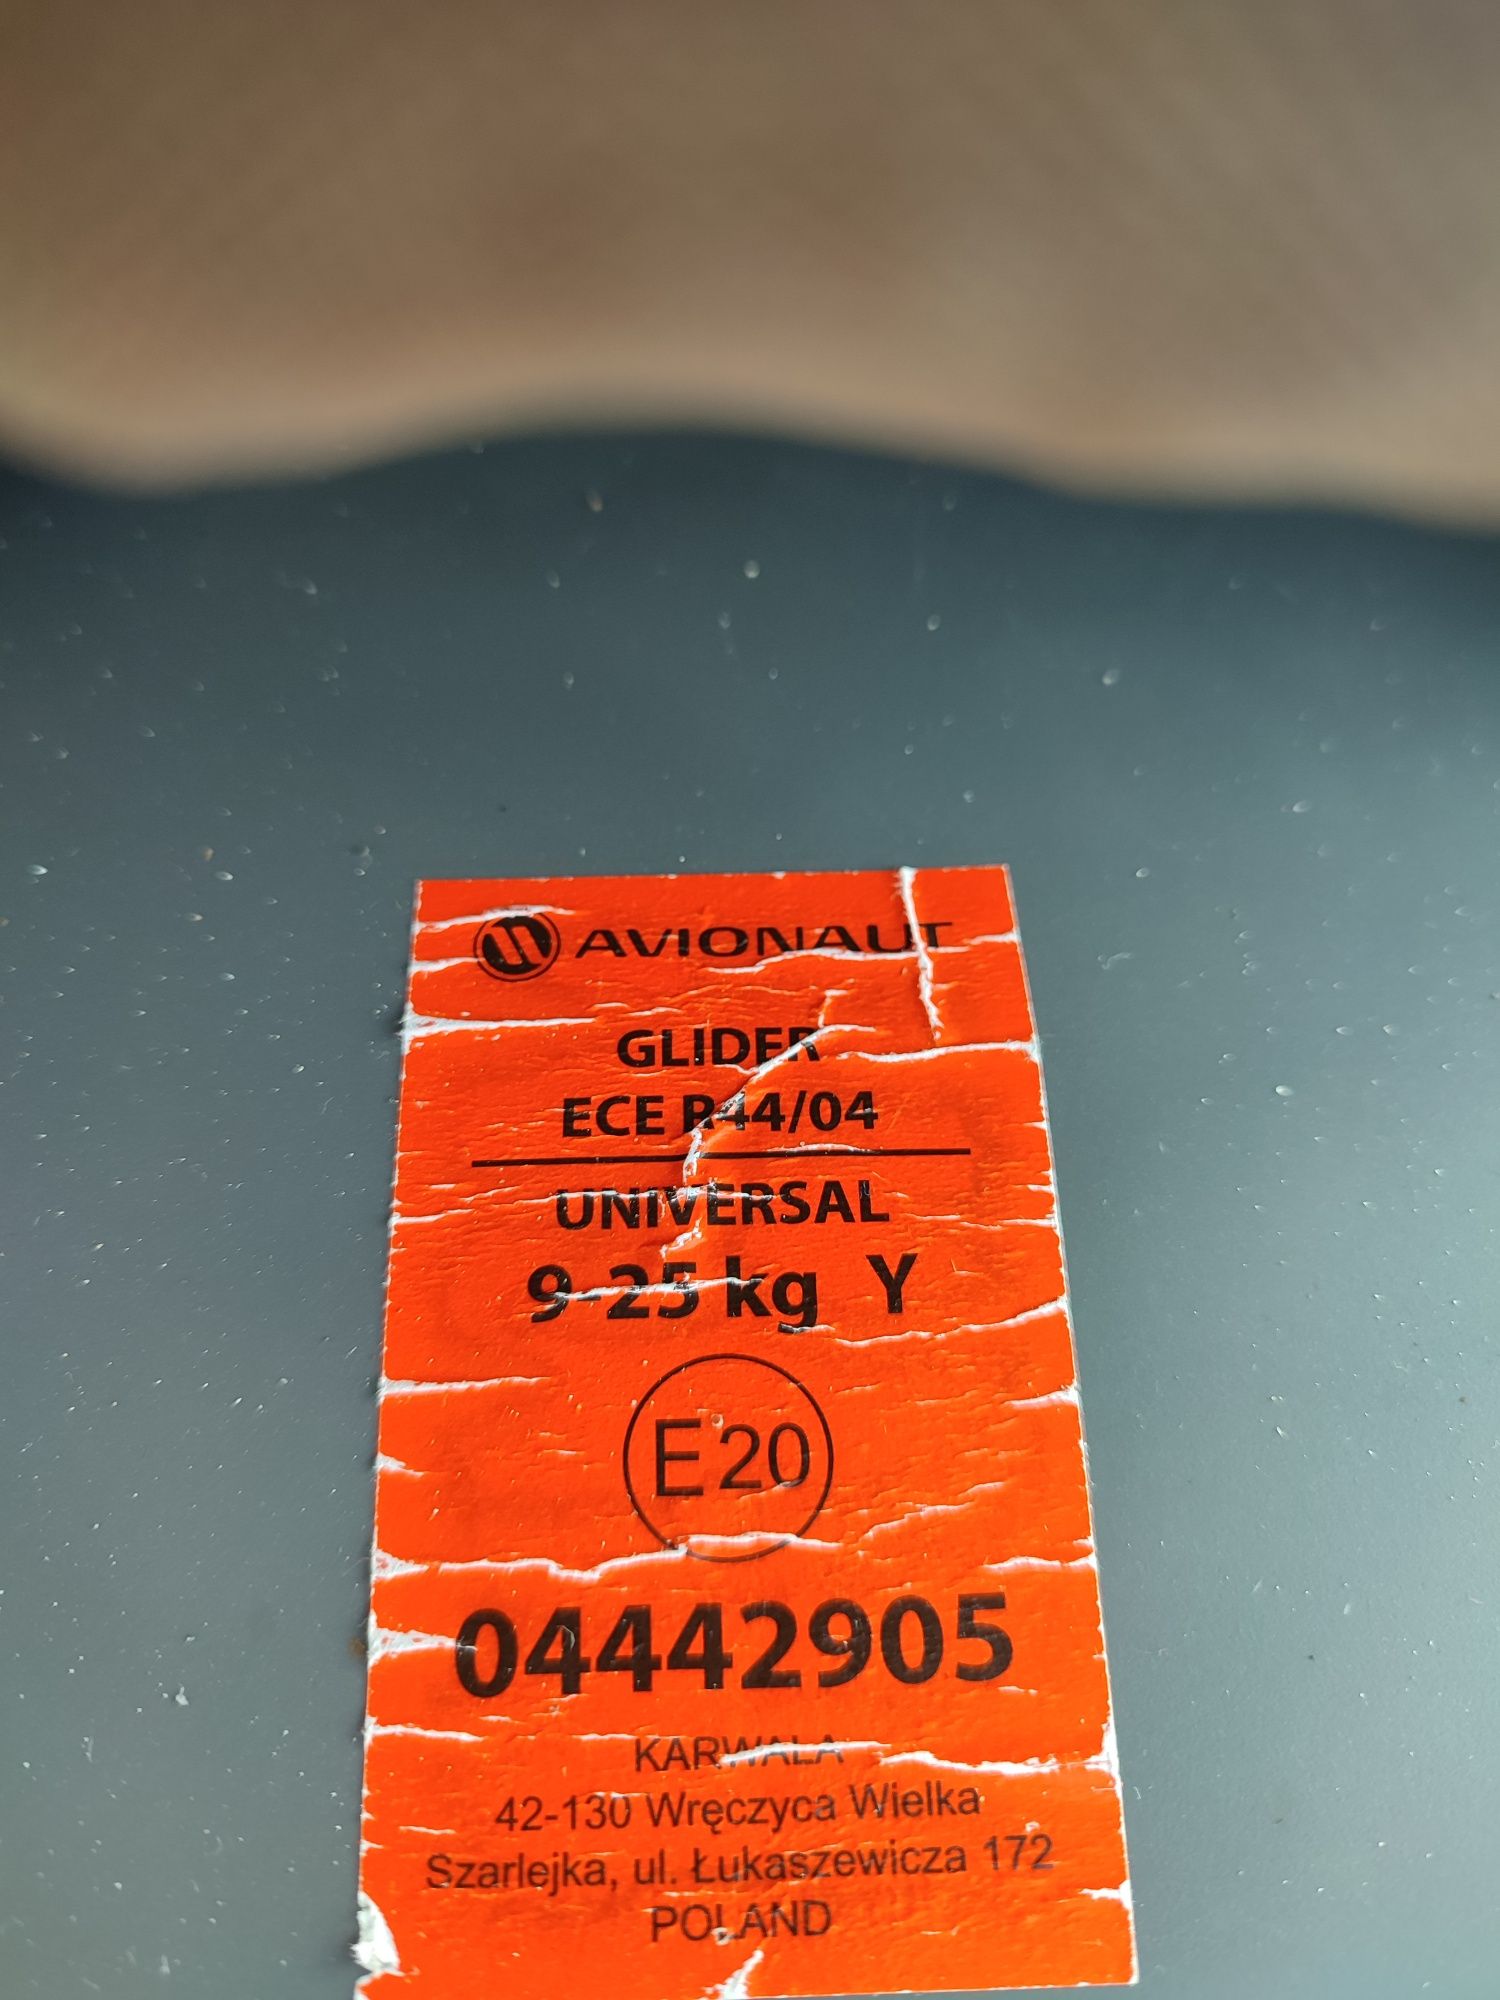 AVIONAUT
GLIDER
ECE R44/04
UNIVERSAL
9-25 kg Y
E20
04442905
KARWALA
42-130 Wręczyca Wielka
Szarlejka, ul. Łukaszewicza 172
POLAND